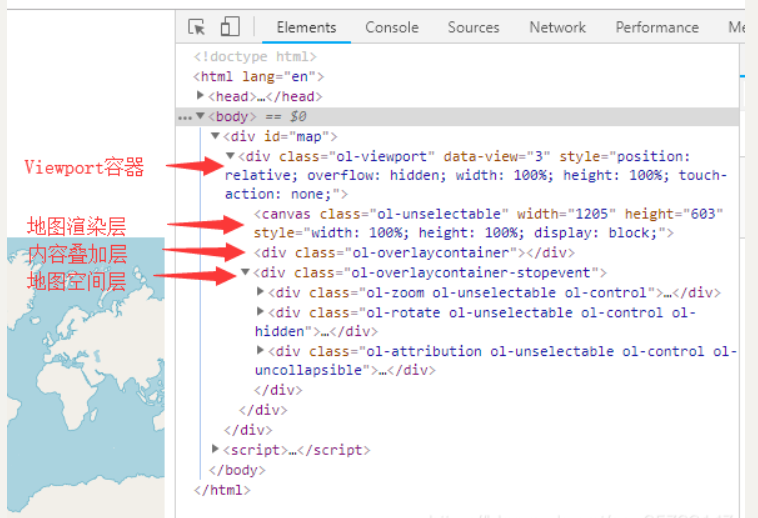 Elements Console Sources Network Performance Me
<!doctype html>
<html lang="en">
▶<head>…</head>
…▼<body> == $0
▼<div id="map">
Viewport容器
▼<div class="ol-viewport" data-view="3" style="position:
relative; overflow: hidden; width: 100%; height: 100%; touch-
action: none;">
地图渲染层
<canvas class="ol-unselectable" width="1205" height="603"
style="width: 100%; height: 100%; display: block;">
内容叠加层
<div class="ol-overlaycontainer"></div>
地图空间层
▼<div class="ol-overlaycontainer-stopevent">
▶<div class="ol-zoom ol-unselectable ol-control">…</div>
▶<div class="ol-rotate ol-unselectable ol-control ol-
hidden">…</div>
▶<div class="ol-attribution ol-unselectable ol-control ol-
uncollapsible">…</div>
</div>
</div>
</div>
▶<script>…</script>
</body>
</html>